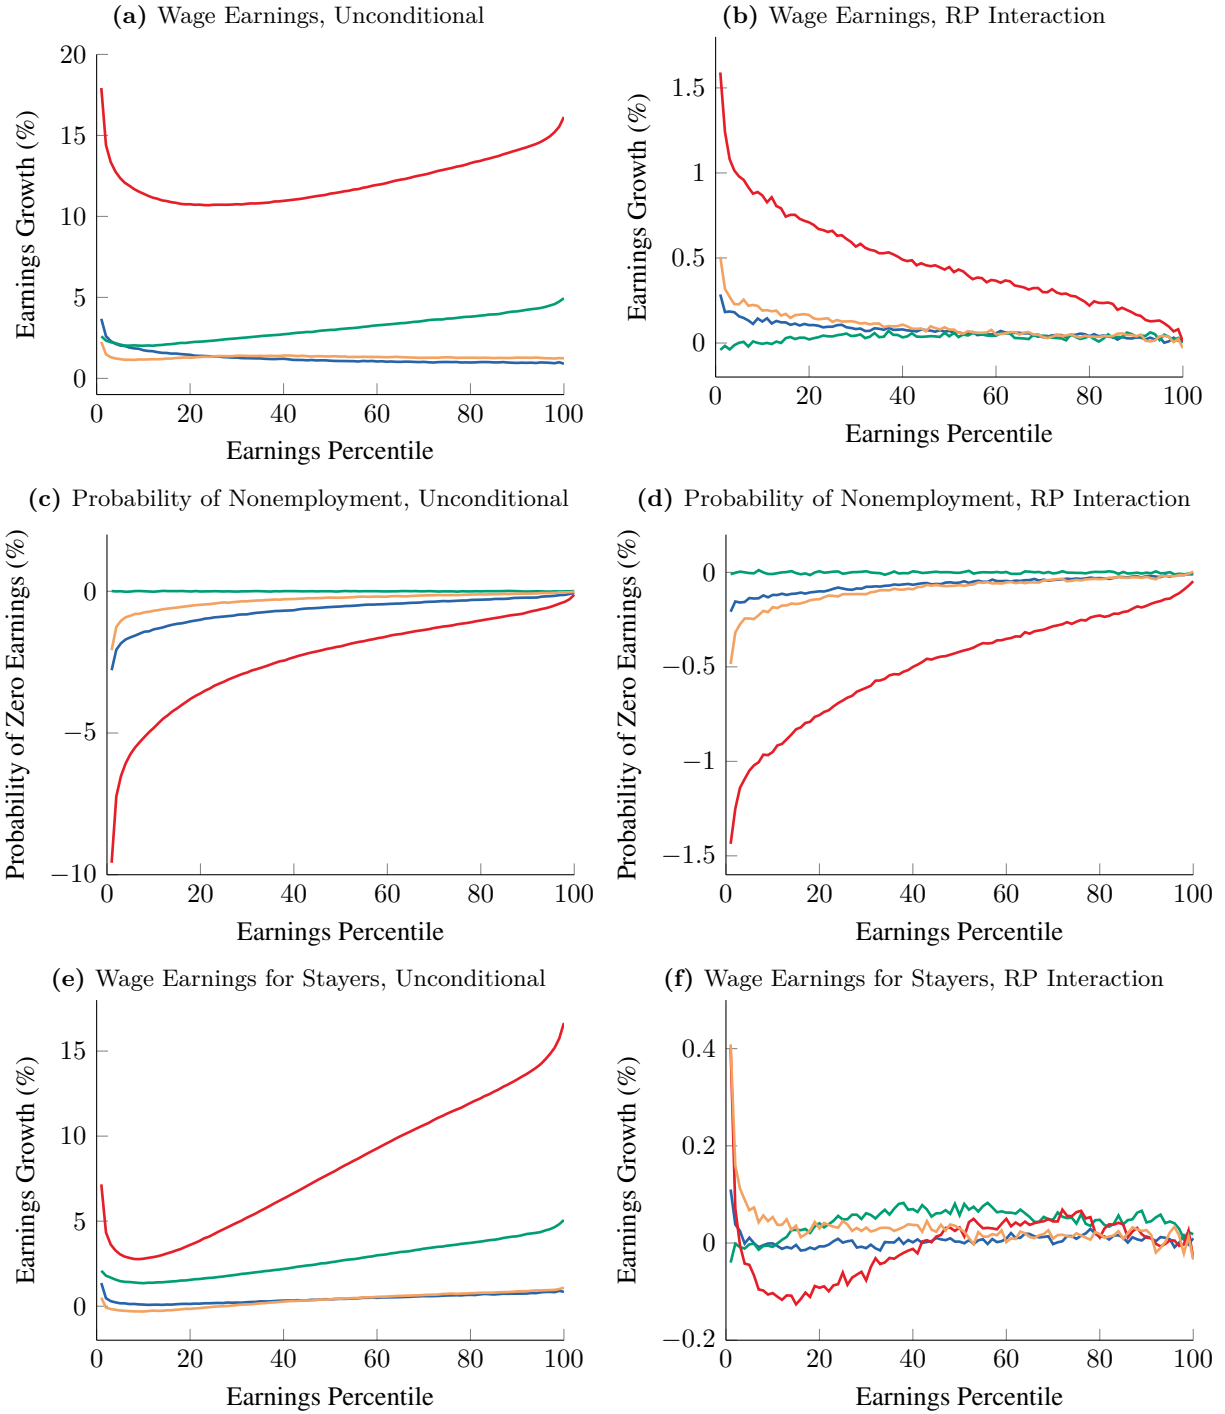 (a) Wage Earnings, Unconditional
20
15
10
5
0
0 20 40 60 80 100
Earnings Growth (%)
Earnings Percentile
(b) Wage Earnings, RP Interaction
1.5
1
0.5
0
0 20 40 60 80 100
Earnings Growth (%)
Earnings Percentile
(c) Probability of Nonemployment, Unconditional
0
−5
−10
0 20 40 60 80 100
Probability of Zero Earnings (%)
Earnings Percentile
(d) Probability of Nonemployment, RP Interaction
0
−0.5
−1
−1.5
0 20 40 60 80 100
Probability of Zero Earnings (%)
Earnings Percentile
(e) Wage Earnings for Stayers, Unconditional
15
10
5
0
0 20 40 60 80 100
Earnings Growth (%)
Earnings Percentile
(f) Wage Earnings for Stayers, RP Interaction
0.4
0.2
0
−0.2
0 20 40 60 80 100
Earnings Growth (%)
Earnings Percentile